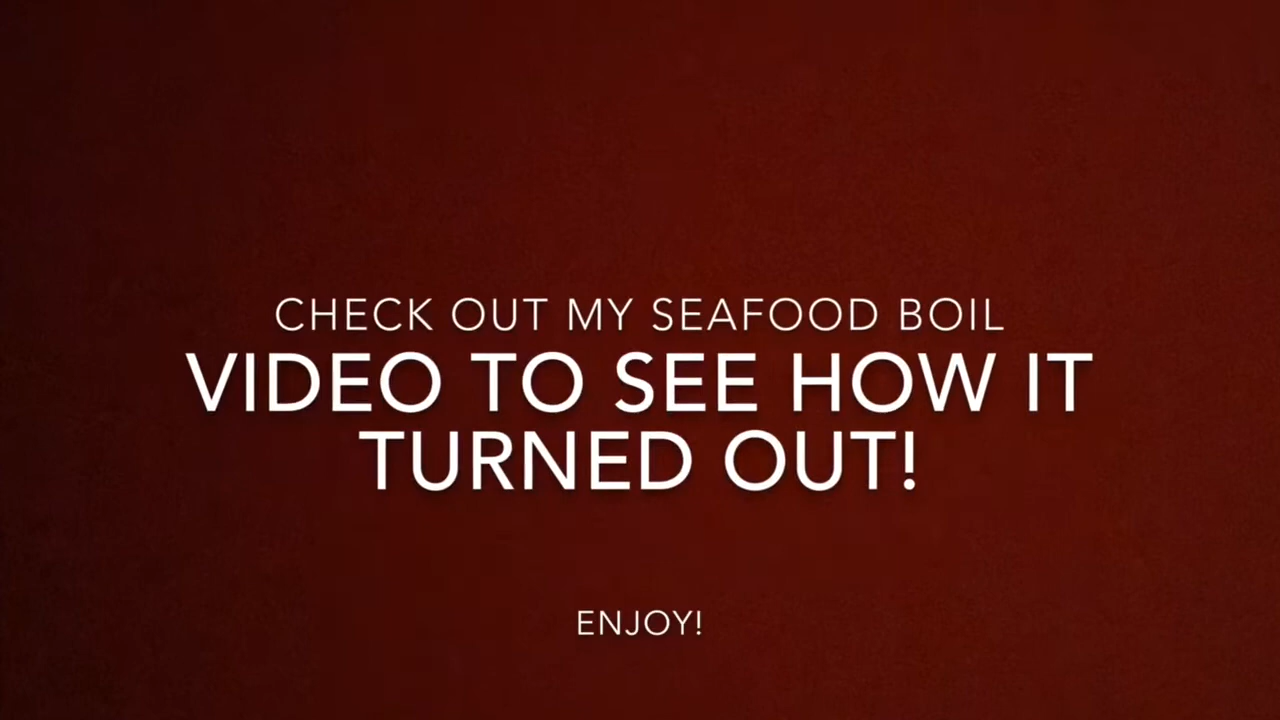 CHECK OUT MY SEAFOOD BOIL
VIDEO TO SEE HOW IT
TURNED OUT!
ENJOY!